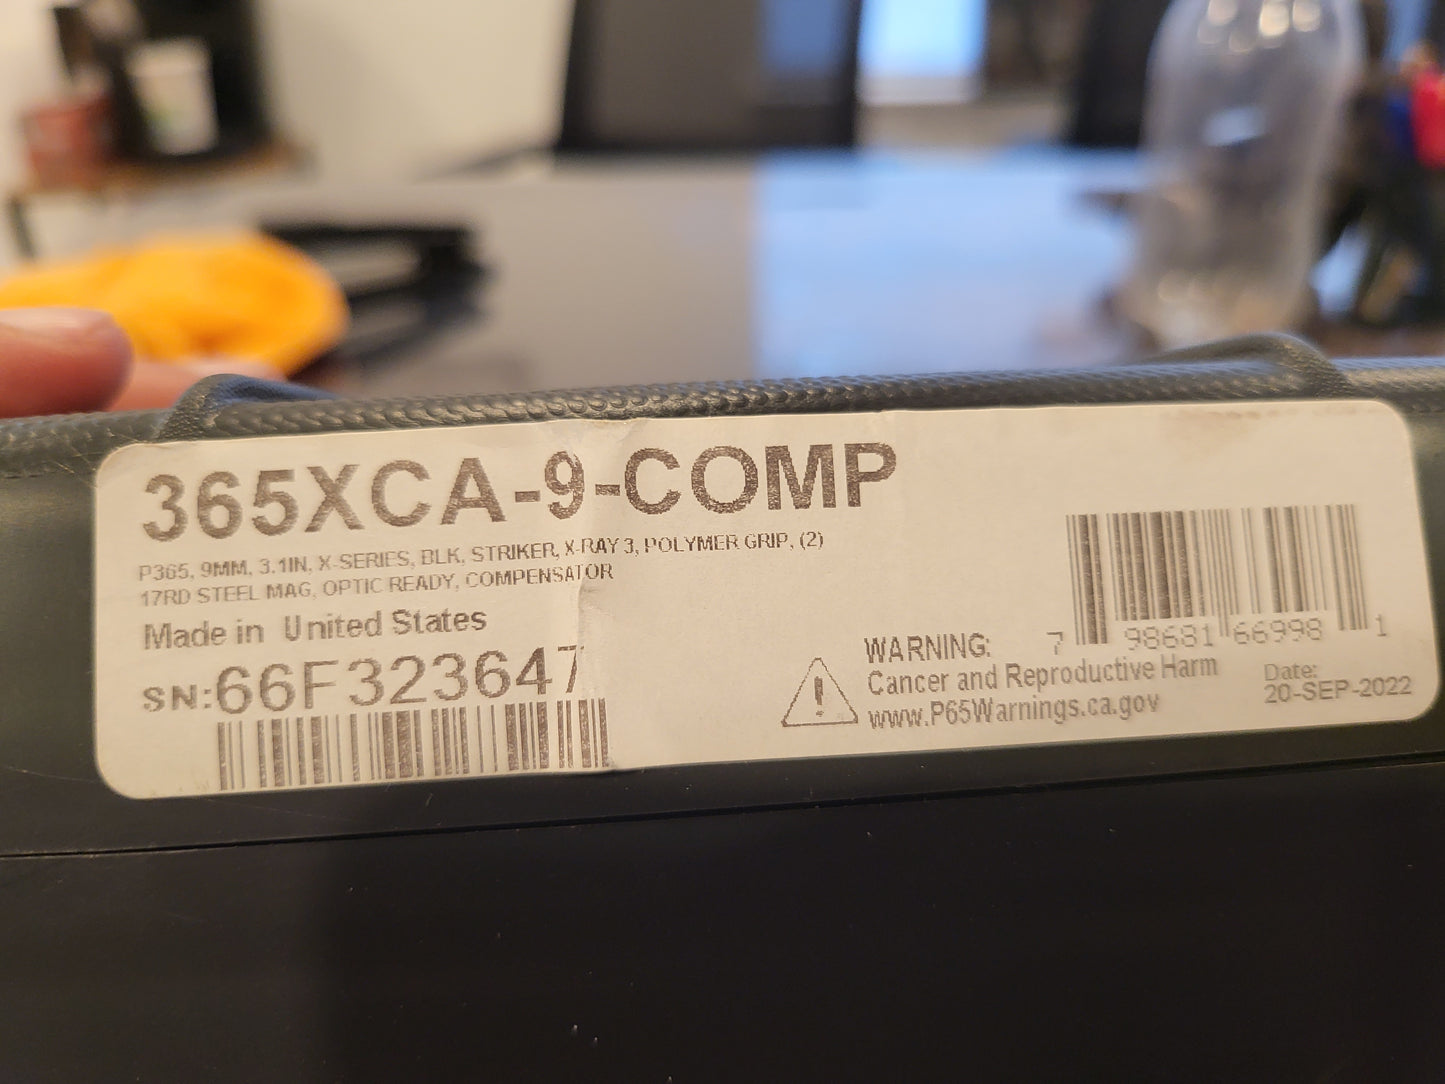 365XCA-9-COMP
P365, 9MM, 3.1IN, X-SERIES, BLK, STRIKER, X-RAY 3, POLYMER GRIP, (2)
17RD STEEL MAG, OPTIC READY, COMPENSATOR
Made in United States
SN:66F323647
WARNING:
Cancer and Reproductive Harm
www.P65Warnings.ca.gov
7 98681 66998 1
Date:
20-SEP-2022